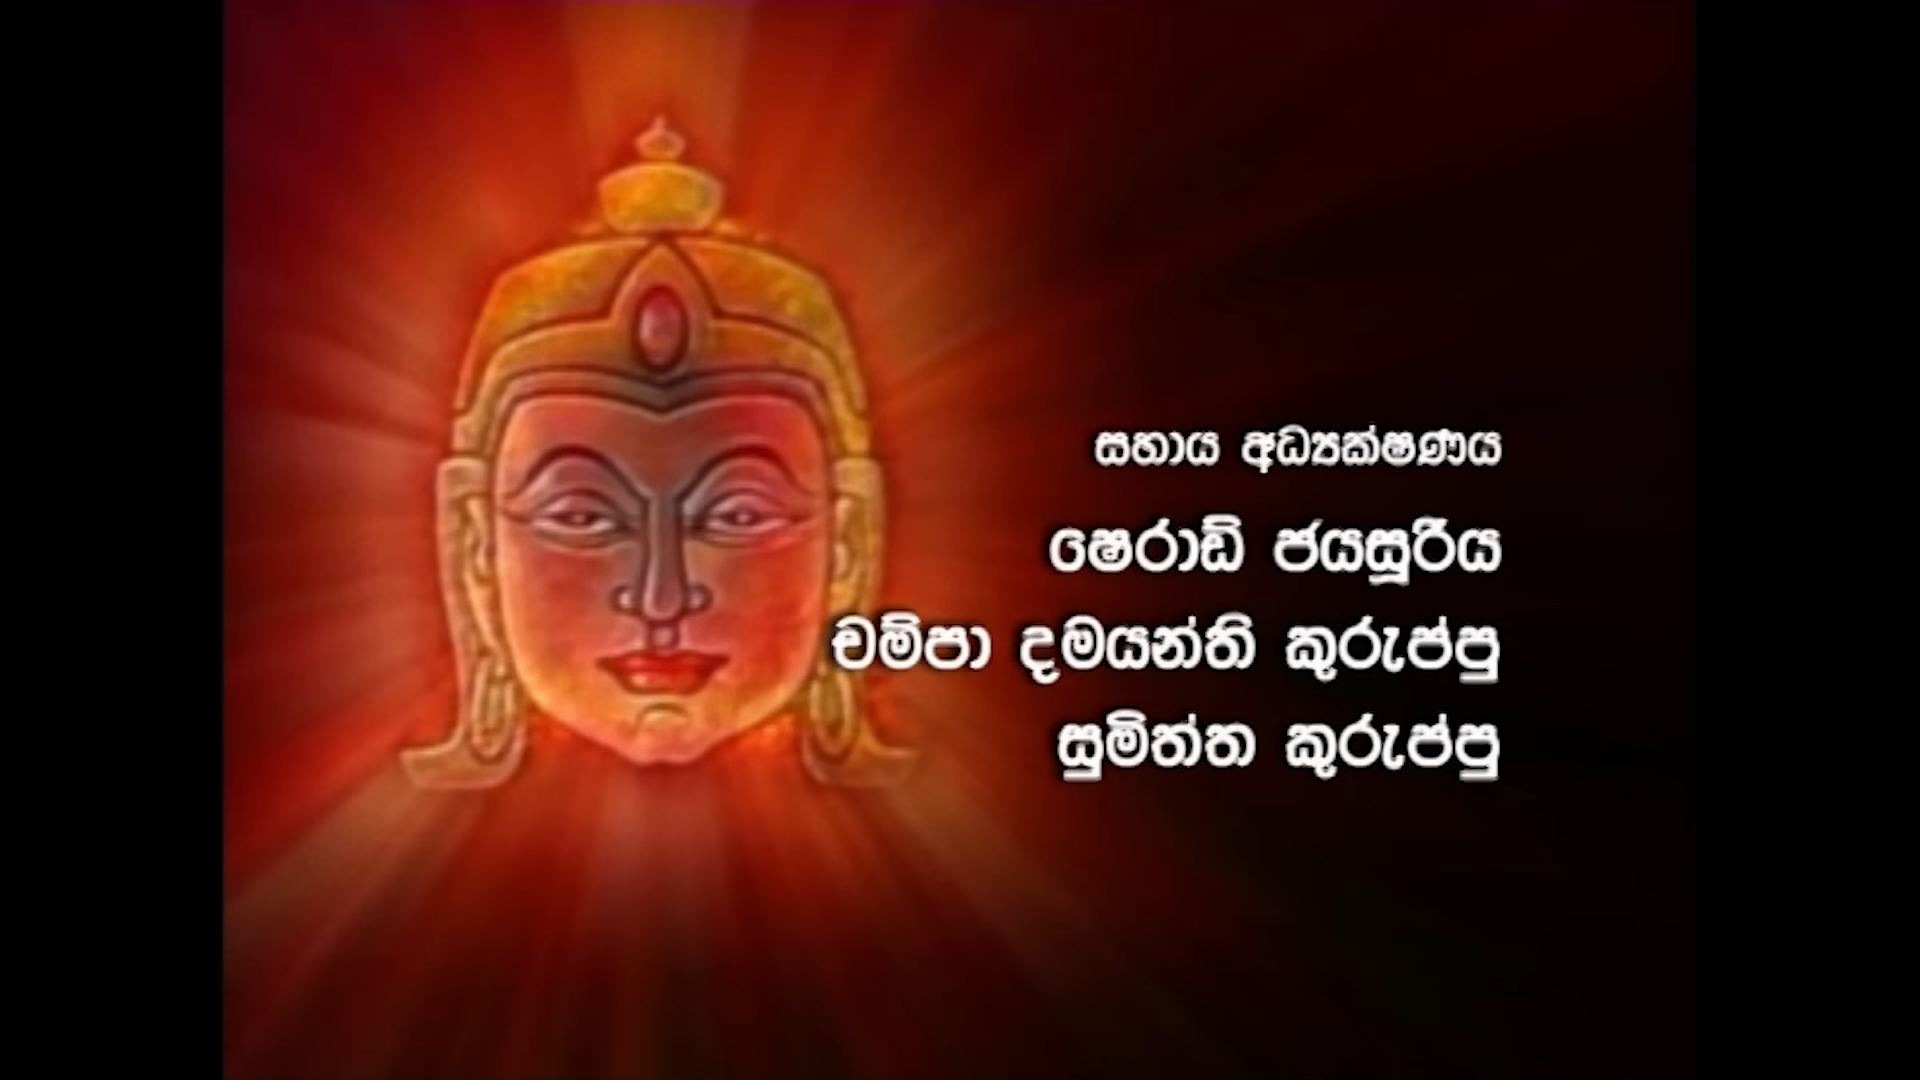 සහාය අධ්‍යක්ෂණය
ෂෙරාඩ් ජයසූරිය
චම්පා දමයන්ති කුරුප්පු
සුමිත්ත කුරුප්පු